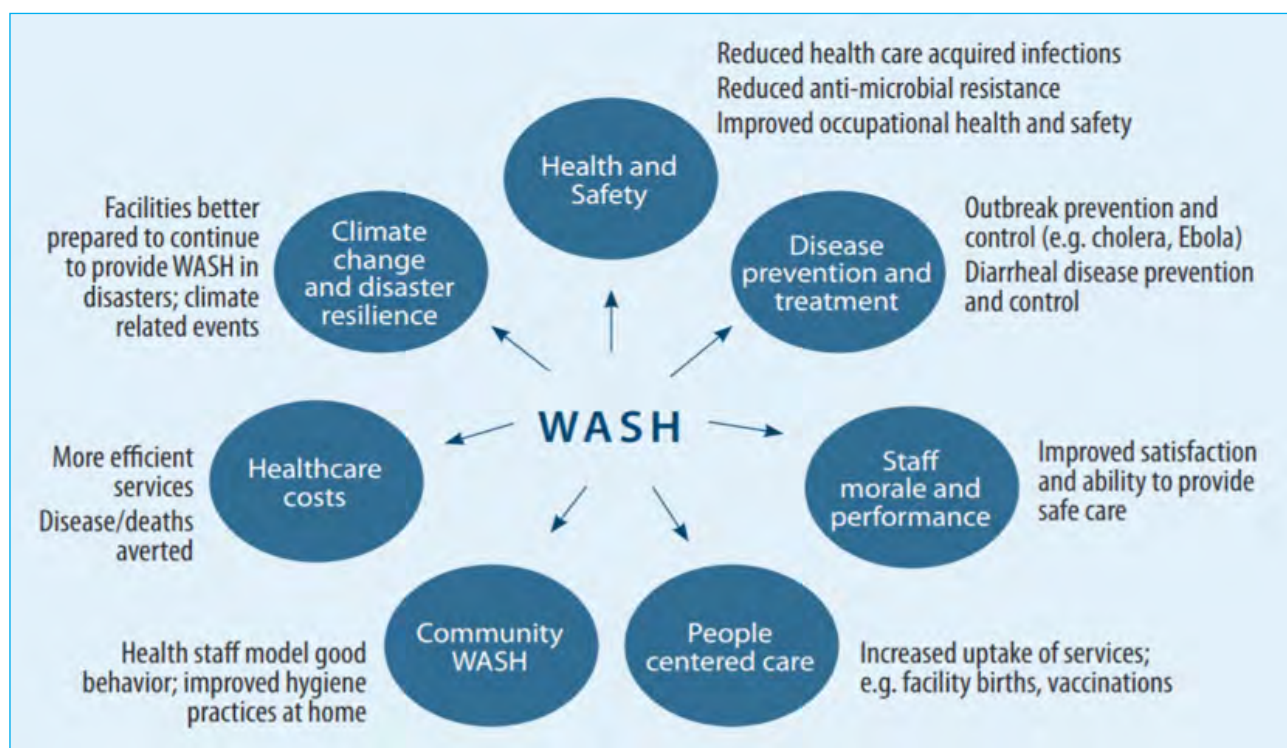 Reduced health care acquired infections
Reduced anti-microbial resistance
Improved occupational health and safety
Health and
Safety
Outbreak prevention and
control (e.g. cholera, Ebola)
Diarrheal disease prevention
and control
Disease
prevention and
treatment
Facilities better
prepared to continue
to provide WASH in
disasters; climate
related events
Climate
change
and disaster
resilience
WASH
More efficient
services
Disease/deaths
averted
Healthcare
costs
Staff
morale and
performance
Improved satisfaction
and ability to provide
safe care
Health staff model good
behavior; improved hygiene
practices at home
Community
WASH
People
centered care
Increased uptake of services;
e.g. facility births, vaccinations